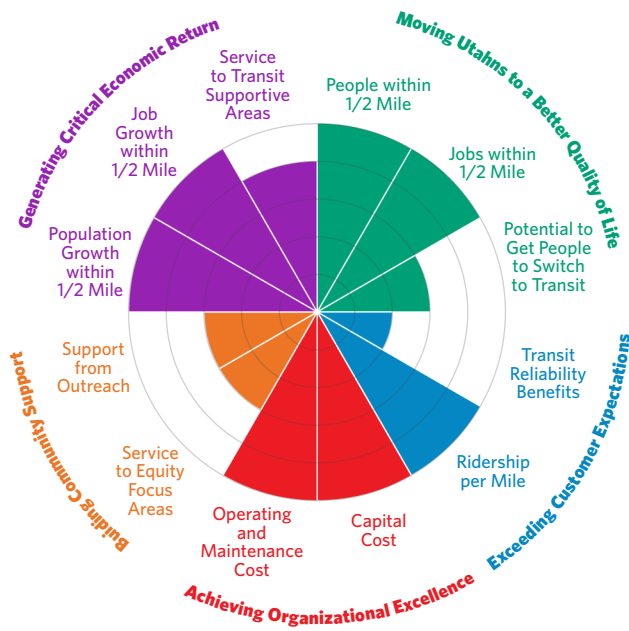 Moving Utahns to a Better Quality of Life
People within
1/2 Mile
Jobs within
1/2 Mile
Potential to
Get People
to Switch
to Transit
Exceeding Customer Expectations
Transit
Reliability
Benefits
Ridership
per Mile
Achieving Organizational Excellence
Capital
Cost
Operating
and
Maintenance
Cost
Buiding Community Support
Service
to Equity
Focus
Areas
Support
from
Outreach
Generating Critical Economic Return
Population
Growth
within
1/2 Mile
Job
Growth
within
1/2 Mile
Service
to Transit
Supportive
Areas